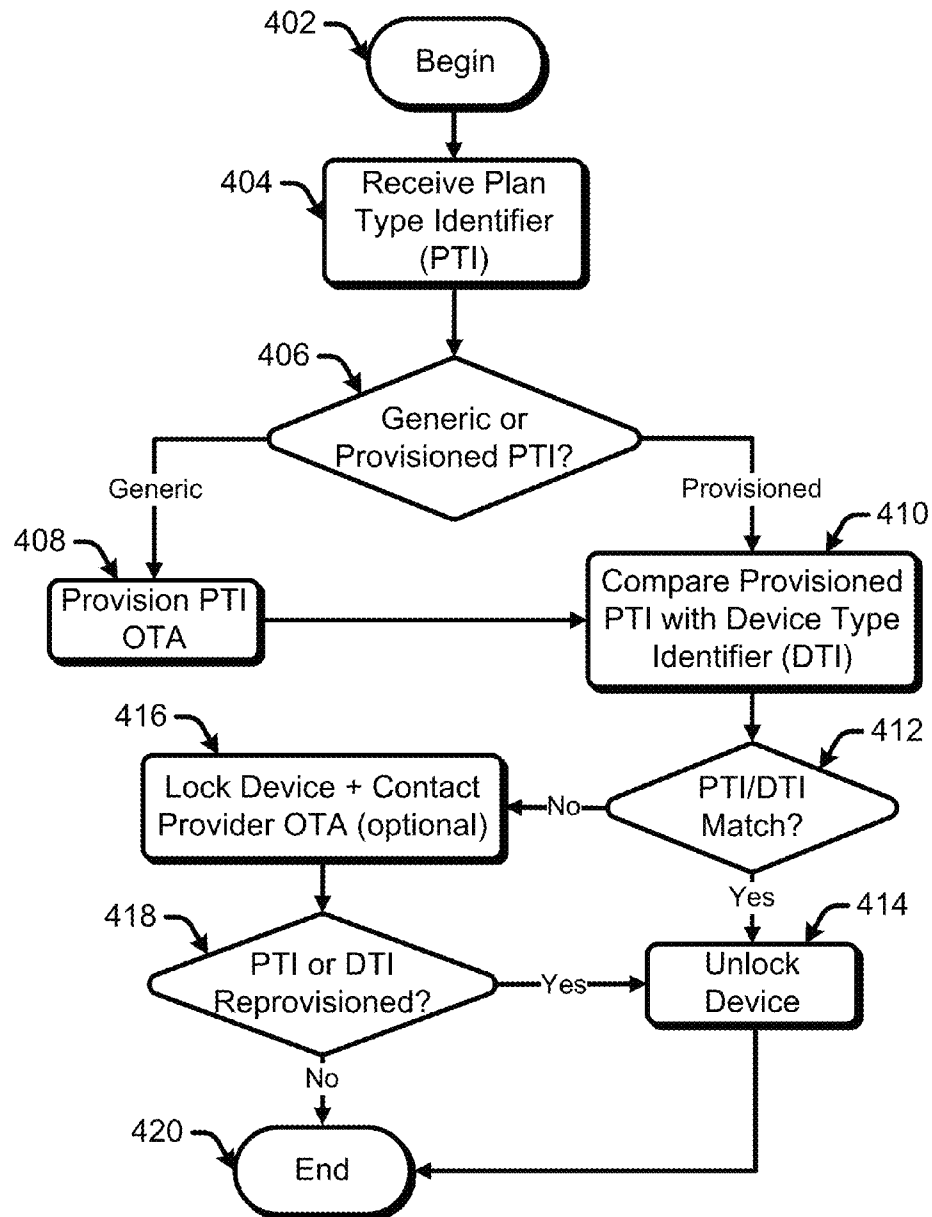 402
Begin
404
Receive Plan
Type Identifier
(PTI)
406
Generic or
Provisioned PTI?
Generic
Provisioned
408
Provision PTI
OTA
410
Compare Provisioned
PTI with Device Type
Identifier (DTI)
412
PTI/DTI
Match?
No
Yes
416
Lock Device + Contact
Provider OTA (optional)
414
Unlock
Device
418
PTI or DTI
Reprovisioned?
Yes
No
420
End